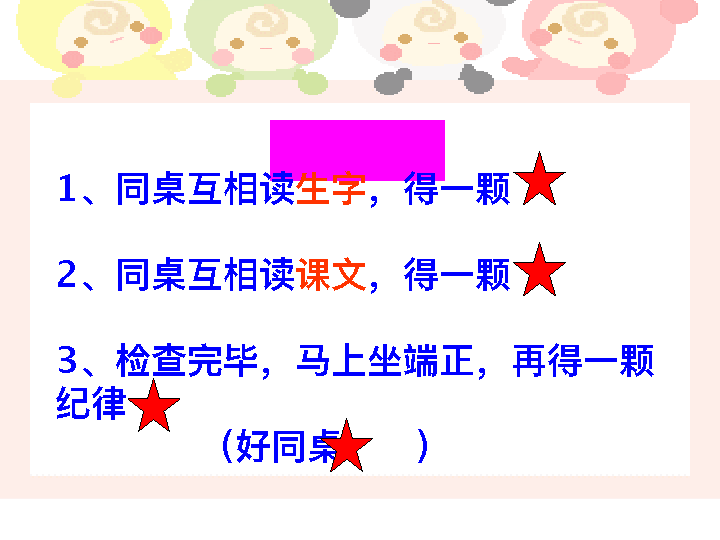 1、同桌互相读生字，得一颗
2、同桌互相读课文，得一颗
3、检查完毕，马上坐端正，再得一颗
纪律
（好同桌 ）